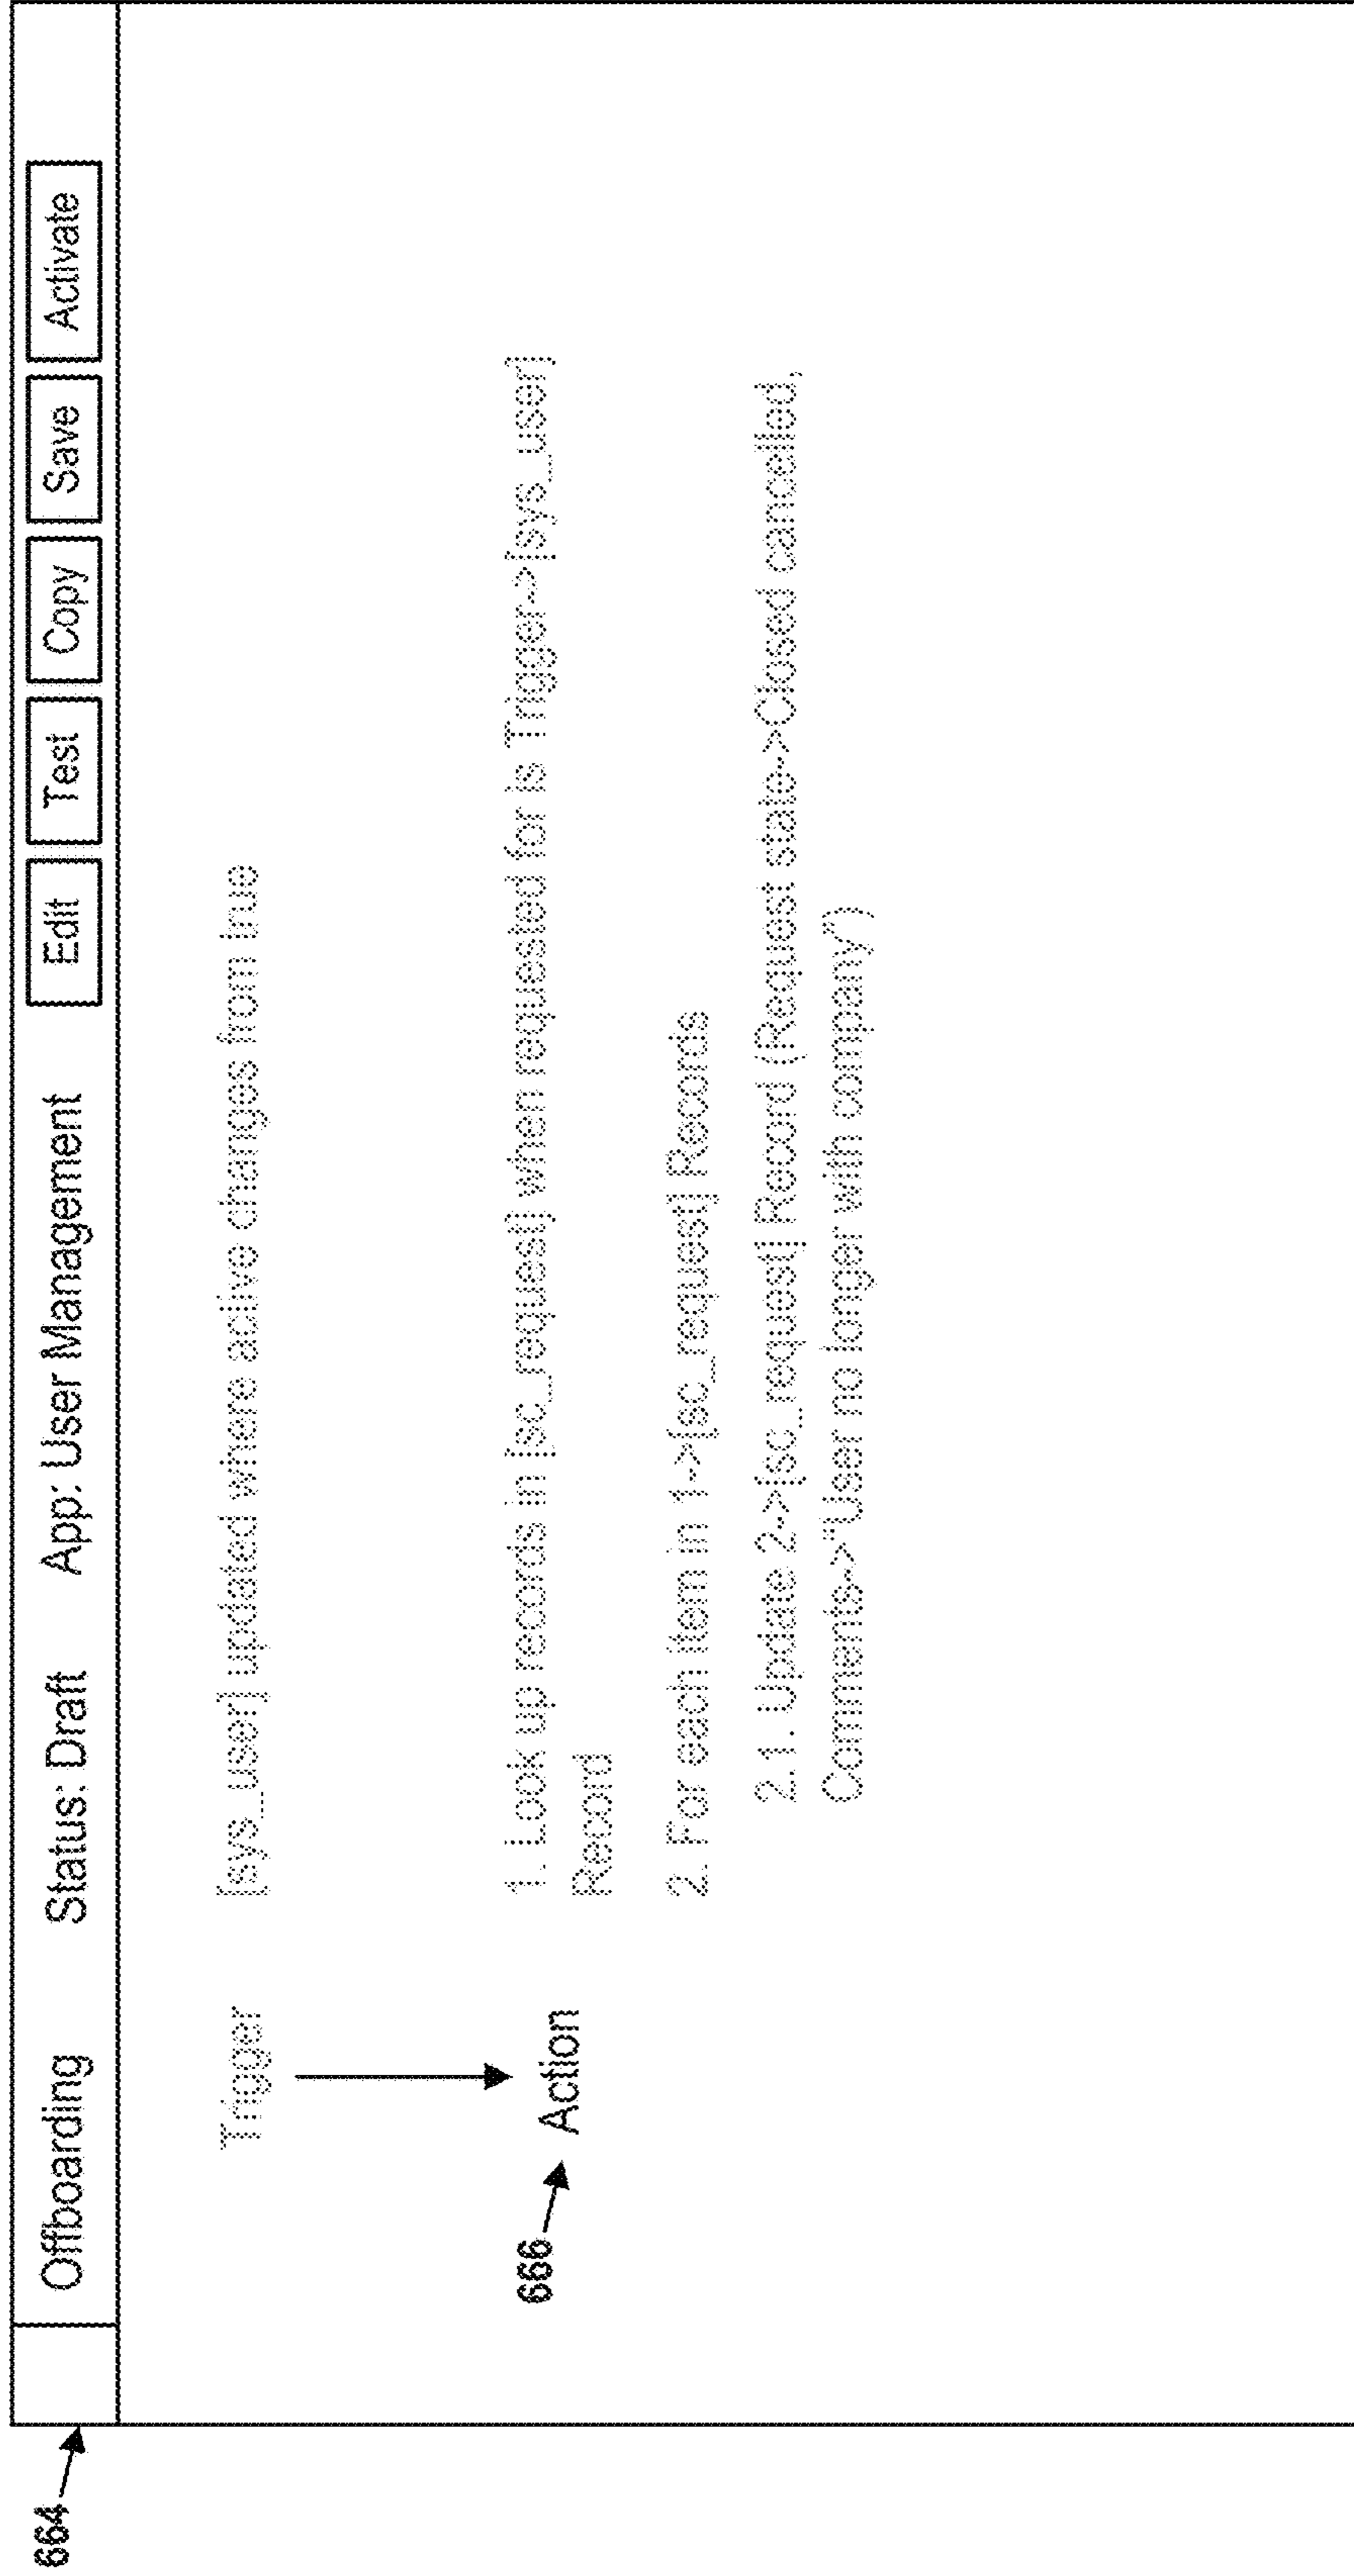 664
Offboarding Status: Draft App: User Management Edit Test Copy Save Activate
Trigger [sys_user] updated where active changes from true
666 Action 1. Look up records in [sc_request] when requested for is Trigger->[sys_user]
Record
2. For each item in 1->[sc_request] Records
2.1. Update 2->[sc_request] Record (Request state->Closed cancelled,
Comments->"User no longer with company")